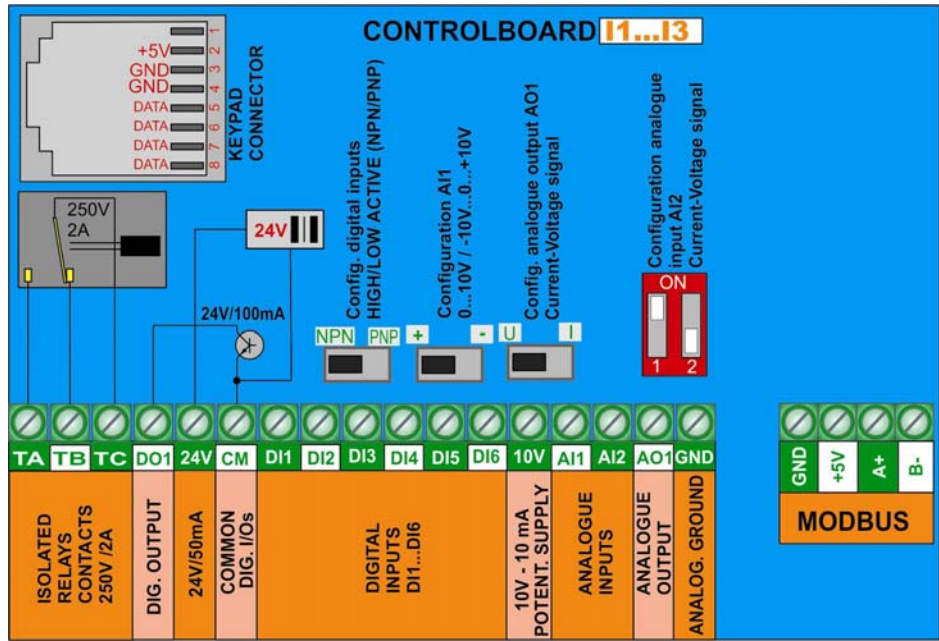 CONTROLBOARD I1...I3
1
+5V 2
GND 3
GND 4
DATA 5
DATA 6
DATA 7
DATA 8
KEYPAD
CONNECTOR
250V
2A
24V
24V/100mA
Config. digital inputs
HIGH/LOW ACTIVE (NPN/PNP)
Configuration AI1
0...10V / -10V...0...+10V
Config. analogue output AO1
Current-Voltage signal
Configuration analogue
input AI2
Current-Voltage signal
NPN PNP
+ -
U I
ON
1 2
TA TB TC DO1 24V CM DI1 DI2 DI3 DI4 DI5 DI6 10V AI1 AI2 AO1 GND
ISOLATED
RELAYS
CONTACTS
250V /2A
DIG. OUTPUT
24V/50mA
COMMON
DIG. I/OS
DIGITAL
INPUTS
DI1...DI6
10V - 10 mA
POTENT. SUPPLY
ANALOGUE
INPUTS
ANALOGUE
OUTPUT
ANALOG. GROUND
GND +5V A+ B-
MODBUS